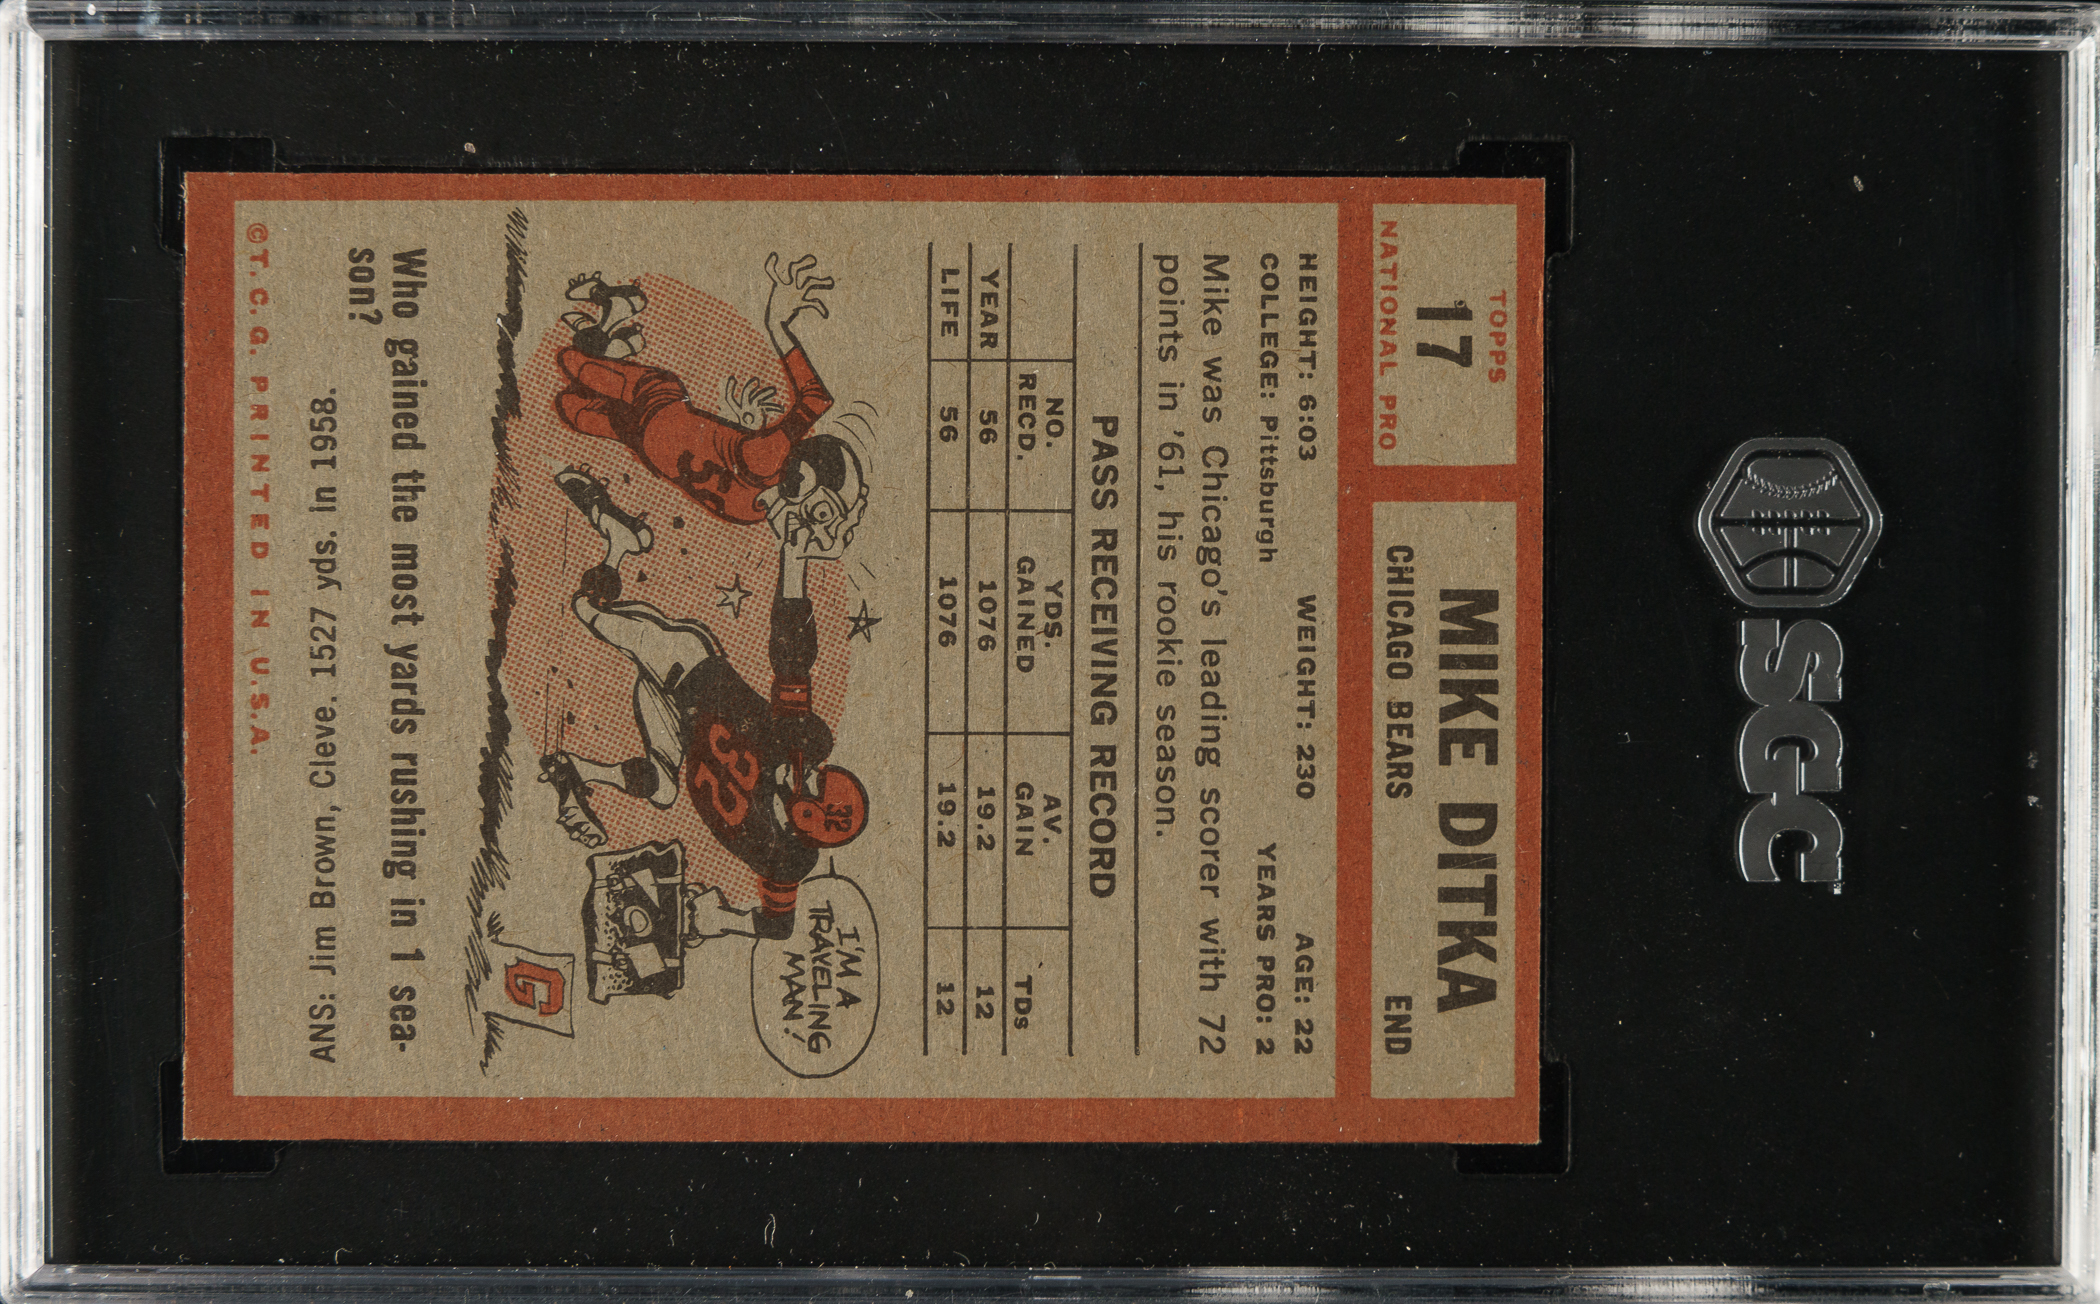 SGC
TOPPS
17
NATIONAL PRO
MIKE DITKA
CHICAGO BEARS END
HEIGHT: 6:03 WEIGHT: 230 AGE: 22
COLLEGE: Pittsburgh YEARS PRO: 2
Mike was Chicago's leading scorer with 72
points in '61, his rookie season.
PASS RECEIVING RECORD
NO. RECD. YDS. GAINED AV. GAIN TDs
YEAR 56 1076 19.2 12
LIFE 56 1076 19.2 12
I'M A
TRAVELING
MAN!
32
32
56
G
Who gained the most yards rushing in 1 sea-
son?
ANS: Jim Brown, Cleve. 1527 yds. in 1958.
©T.C.G. PRINTED IN U.S.A.